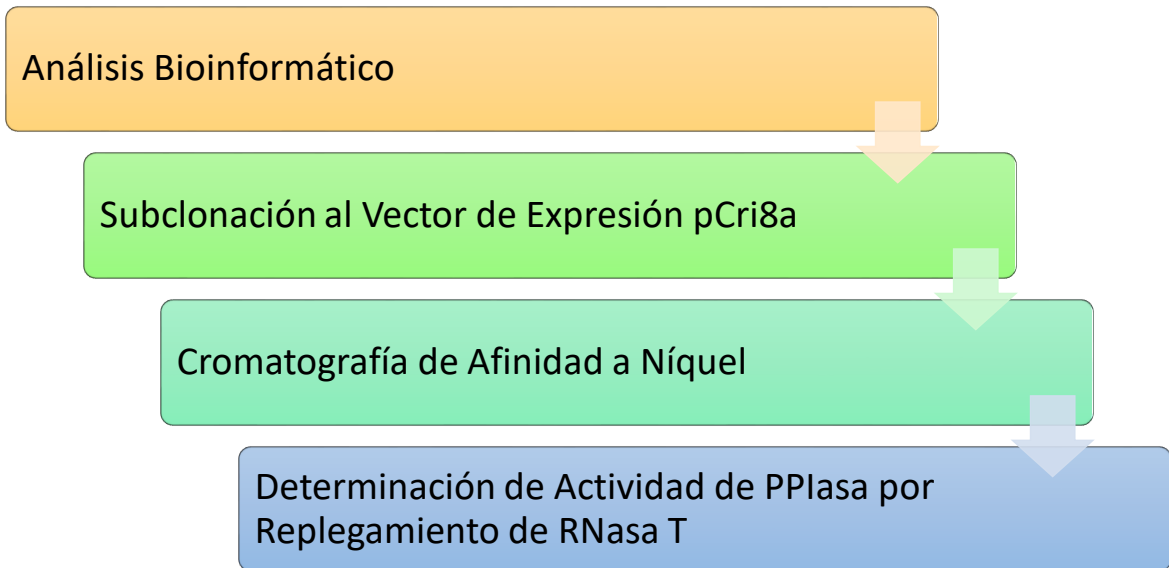 Análisis Bioinformático
Subclonación al Vector de Expresión pCri8a
Cromatografía de Afinidad a Níquel
Determinación de Actividad de PPIasa por
Replegamiento de RNasa T